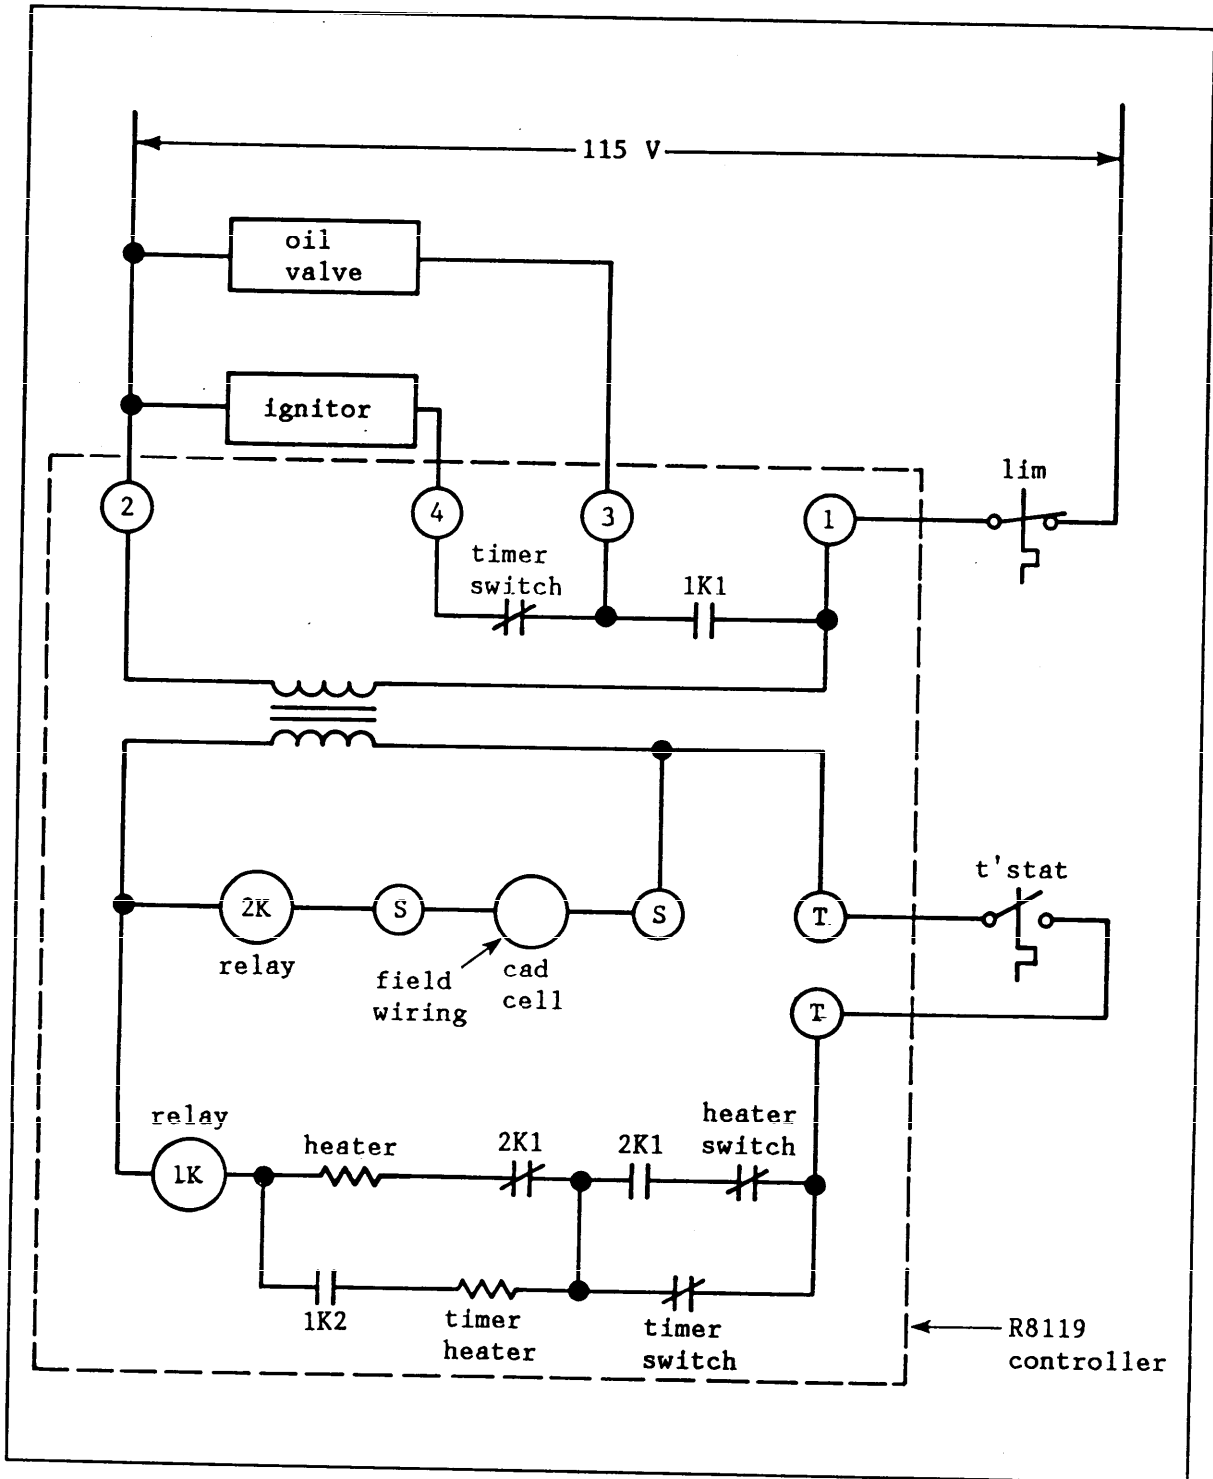 115 V
oil
valve
ignitor
lim
2
4
3
1
timer
switch
1K1
t'stat
2K
S
S
T
relay
cad
cell
field
wiring
T
relay
heater
2K1
2K1
heater
switch
1K
1K2
timer
heater
timer
switch
R8119
controller